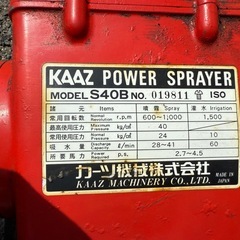 KAAZ POWER SPRAYER
MODEL S40B NO. 019811 ISO
諸元 Items 噴霧 Spray 灌水 Irrigation
常用回転数 Normal Revolution r.p.m 600~1,000 1,500
最高使用圧力 Maximum Pressure kg/㎠ 40
常用使用圧力 Normal Pressure kg/㎠ 24 10
吸水量 ℓ/min 28~41 60
所要馬力 P.S 2.7~4.5
カーツ機械株式会社
KAAZ MACHINERY CO., LTD. MADE IN JAPAN